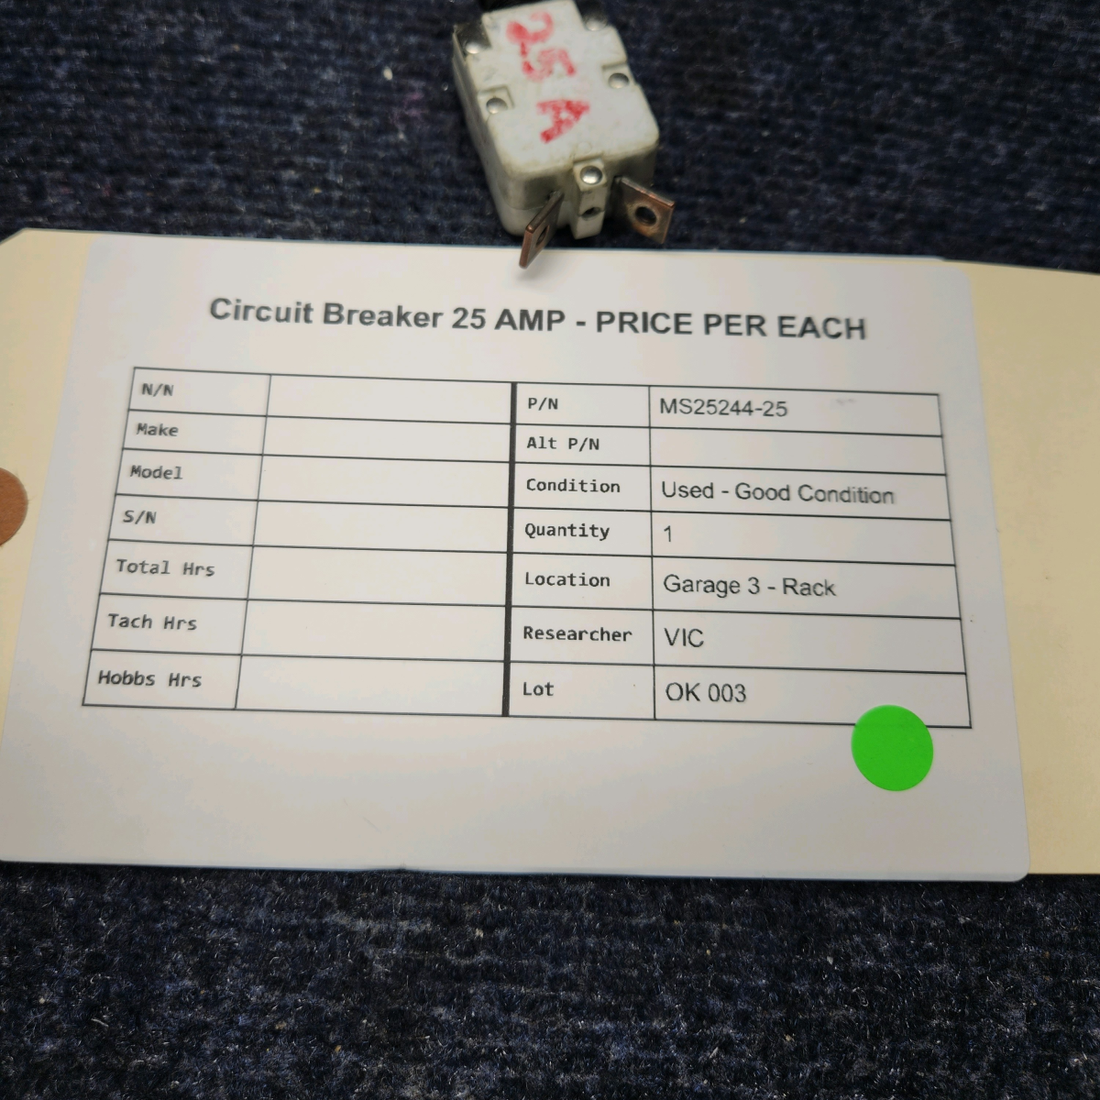 25 A
Circuit Breaker 25 AMP - PRICE PER EACH
N/N
Make
Model
S/N
Total Hrs
Tach Hrs
Hobbs Hrs
P/N MS25244-25
Alt P/N
Condition Used - Good Condition
Quantity 1
Location Garage 3 - Rack
Researcher VIC
Lot OK 003